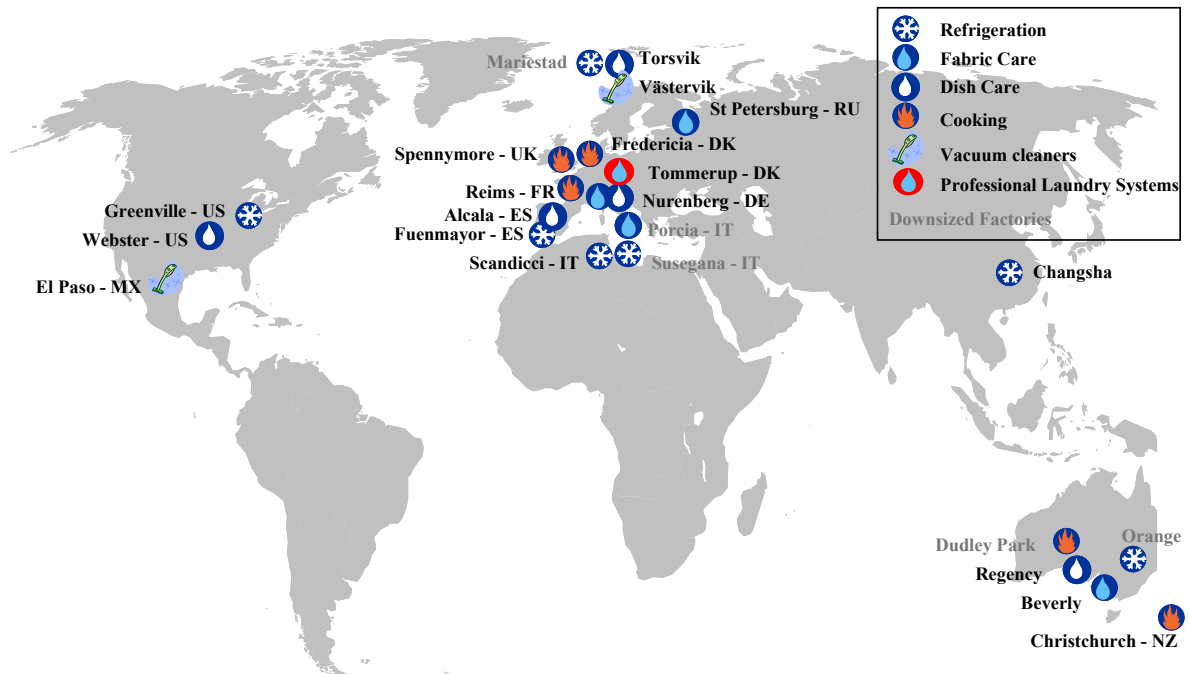 Refrigeration
Fabric Care
Dish Care
Cooking
Vacuum cleaners
Professional Laundry Systems
Downsized Factories
Mariestad
Torsvik
Västervik
St Petersburg - RU
Fredericia - DK
Spennymore - UK
Tommerup - DK
Reims - FR
Nurenberg - DE
Alcala - ES
Porcia - IT
Fuenmayor - ES
Scandicci - IT
Susegana - IT
Greenville - US
Webster - US
El Paso - MX
Changsha
Dudley Park
Orange
Regency
Beverly
Christchurch - NZ